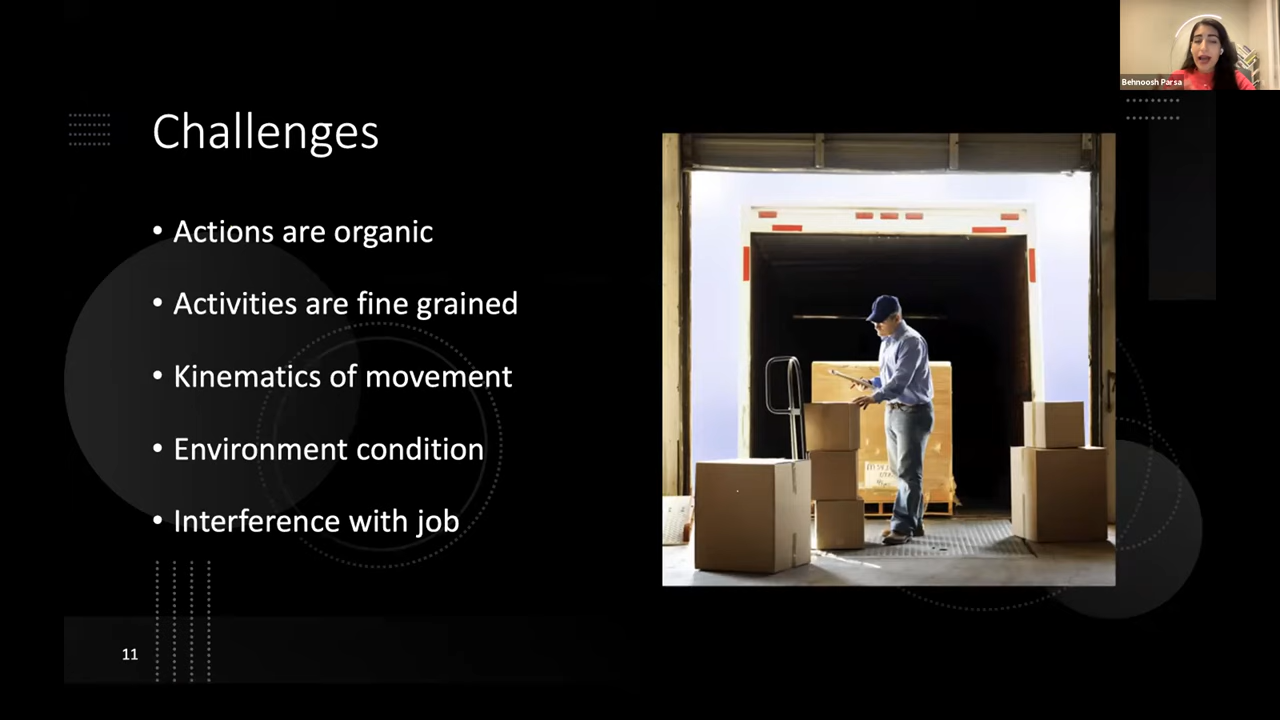 Behnoosh Parsa
Challenges
• Actions are organic
• Activities are fine grained
• Kinematics of movement
• Environment condition
• Interference with job
11